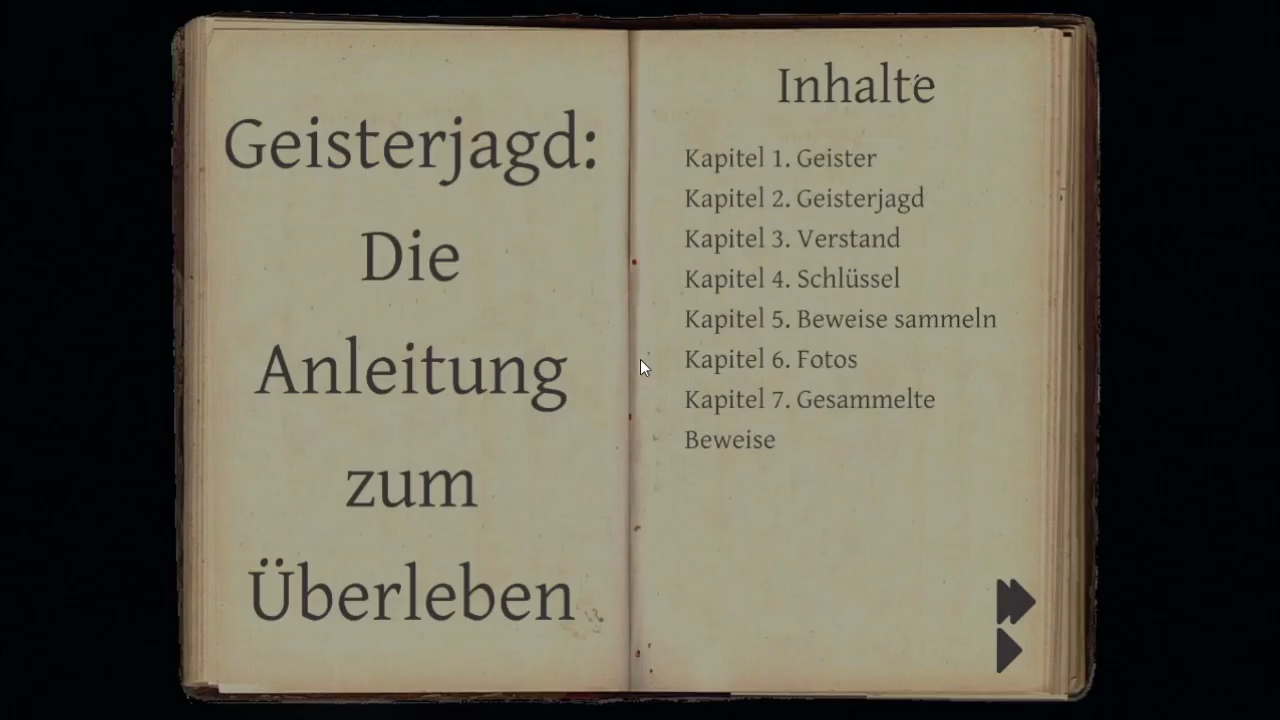 Geisterjagd:
Die
Anleitung
zum
Überleben
Inhalte
Kapitel 1. Geister
Kapitel 2. Geisterjagd
Kapitel 3. Verstand
Kapitel 4. Schlüssel
Kapitel 5. Beweise sammeln
Kapitel 6. Fotos
Kapitel 7. Gesammelte
Beweise